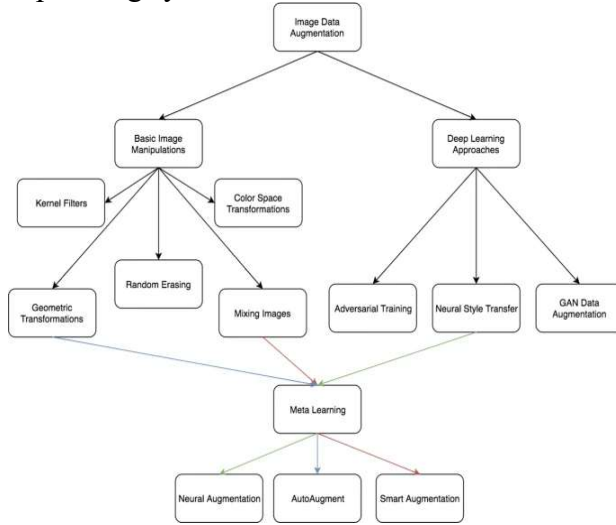 Image Data
Augmentation
Basic Image
Manipulations
Deep Learning
Approaches
Kernel Filters
Color Space
Transformations
Geometric
Transformations
Random Erasing
Mixing Images
Adversarial Training
Neural Style Transfer
GAN Data
Augmentation
Meta Learning
Neural Augmentation
AutoAugment
Smart Augmentation